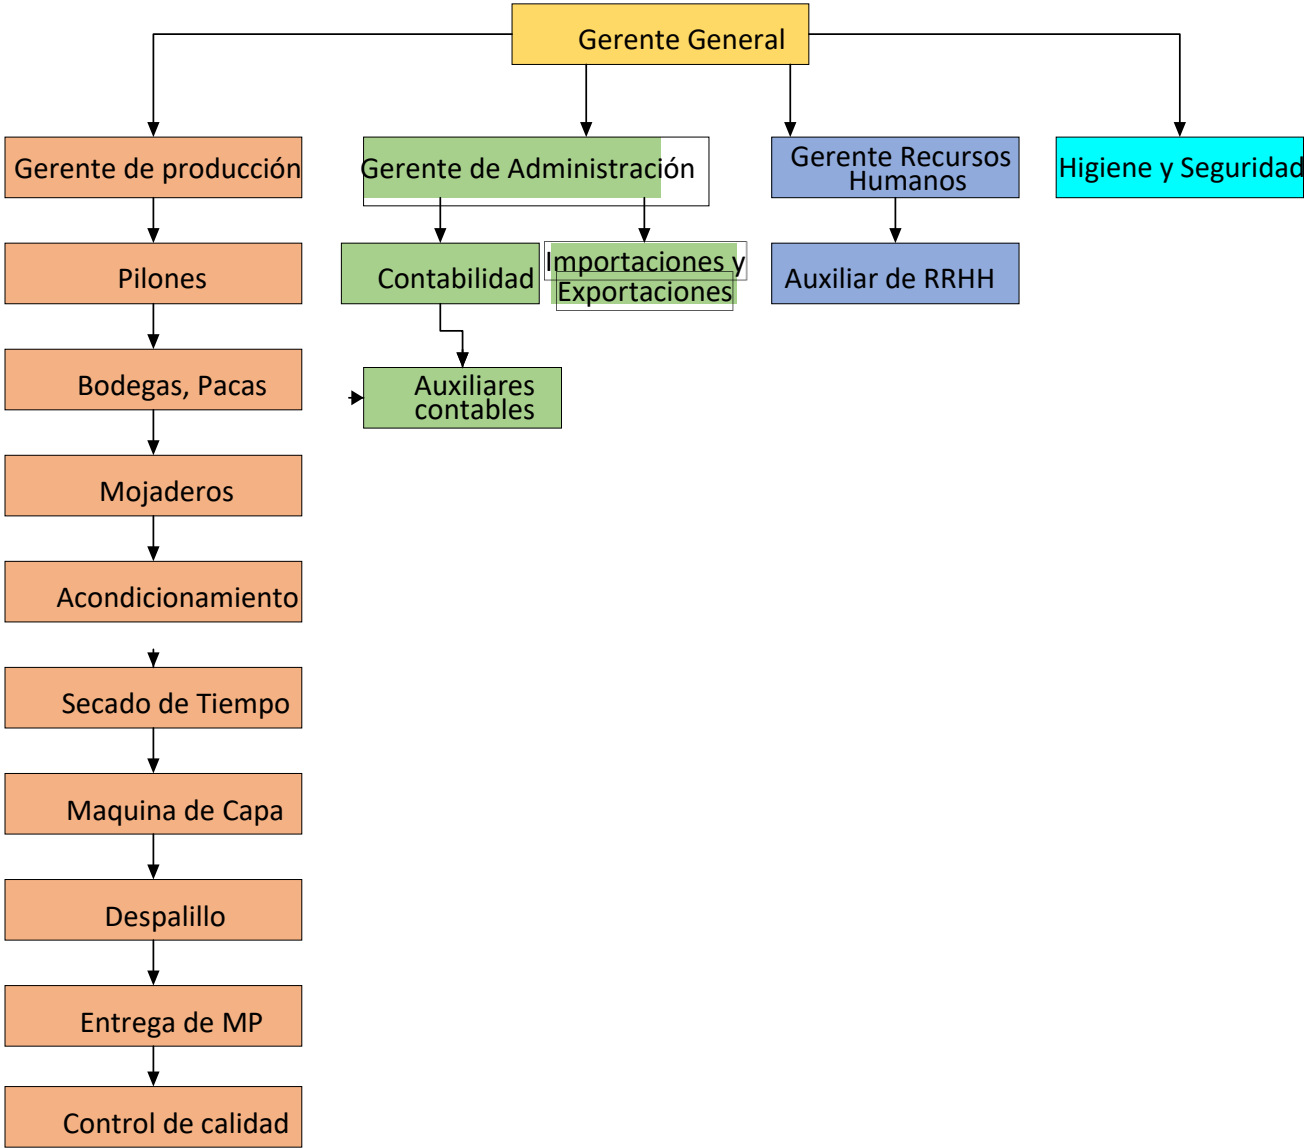 Gerente General
Gerente de producción
Gerente de Administración
Gerente Recursos
Humanos
Higiene y Seguridad
Pilones
Contabilidad
Importaciones y
Exportaciones
Auxiliar de RRHH
Bodegas, Pacas
Auxiliares
contables
Mojaderos
Acondicionamiento
Secado de Tiempo
Maquina de Capa
Despalillo
Entrega de MP
Control de calidad